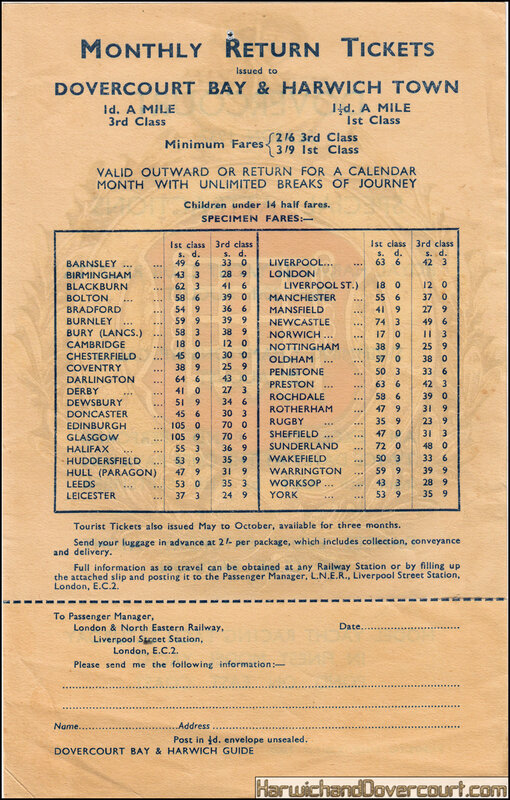 MONTHLY RETURN TICKETS
Issued to
DOVERCOURT BAY & HARWICH TOWN
1d. A MILE 1½d. A MILE
3rd Class 1st Class
Minimum Fares { 2/6 3rd Class
3/9 1st Class
VALID OUTWARD OR RETURN FOR A CALENDAR
MONTH WITH UNLIMITED BREAKS OF JOURNEY
Children under 14 half fares.
SPECIMEN FARES:—
1st class 3rd class
s. d. s. d.
BARNSLEY ... ... 49 6 33 0
BIRMINGHAM ... 43 3 28 9
BLACKBURN ... 62 3 41 6
BOLTON ... ... 58 6 39 0
BRADFORD ... 54 9 36 6
BURNLEY ... ... 59 9 39 9
BURY (LANCS.) ... 58 3 38 9
CAMBRIDGE ... 18 0 12 0
CHESTERFIELD ... 45 0 30 0
COVENTRY ... 38 9 25 9
DARLINGTON ... 64 6 43 0
DERBY ... ... 41 0 27 3
DEWSBURY ... 51 9 34 6
DONCASTER ... 45 6 30 3
EDINBURGH ... 105 0 70 0
GLASGOW ... 105 9 70 6
HALIFAX ... ... 55 3 36 9
HUDDERSFIELD ... 53 9 35 9
HULL (PARAGON) ... 47 9 31 9
LEEDS ... ... 53 0 35 3
LEICESTER ... 37 3 24 9
1st class 3rd class
s. d. s. d.
LIVERPOOL... ... 63 6 42 3
LONDON
LIVERPOOL ST.) 18 0 12 0
MANCHESTER ... 55 6 37 0
MANSFIELD ... 41 9 27 9
NEWCASTLE ... 74 3 49 6
NORWICH ... ... 17 0 11 3
NOTTINGHAM ... 38 9 25 9
OLDHAM ... ... 57 0 38 0
PENISTONE ... 50 3 33 6
PRESTON ... ... 63 6 42 3
ROCHDALE ... 58 6 39 0
ROTHERHAM ... 47 9 31 9
RUGBY ... ... 35 9 23 9
SHEFFIELD ... ... 47 0 31 3
SUNDERLAND ... 72 0 48 0
WAKEFIELD ... 50 3 33 6
WARRINGTON ... 59 9 39 9
WORKSOP ... ... 43 3 28 9
YORK ... ... 53 9 35 9
Tourist Tickets also issued May to October, available for three months.
Send your luggage in advance at 2/- per package, which includes collection, conveyance
and delivery.
Full information as to travel can be obtained at any Railway Station or by filling up
the attached slip and posting it to the Passenger Manager, L.N.E.R., Liverpool Street Station,
London, E.C.2.
To Passenger Manager,
London & North Eastern Railway, Date..............................
Liverpool Street Station,
London, E.C.2.
Please send me the following information:—
Name........................Address ..............................
Post in ½d. envelope unsealed.
DOVERCOURT BAY & HARWICH GUIDE
HarwichandDovercourt.com